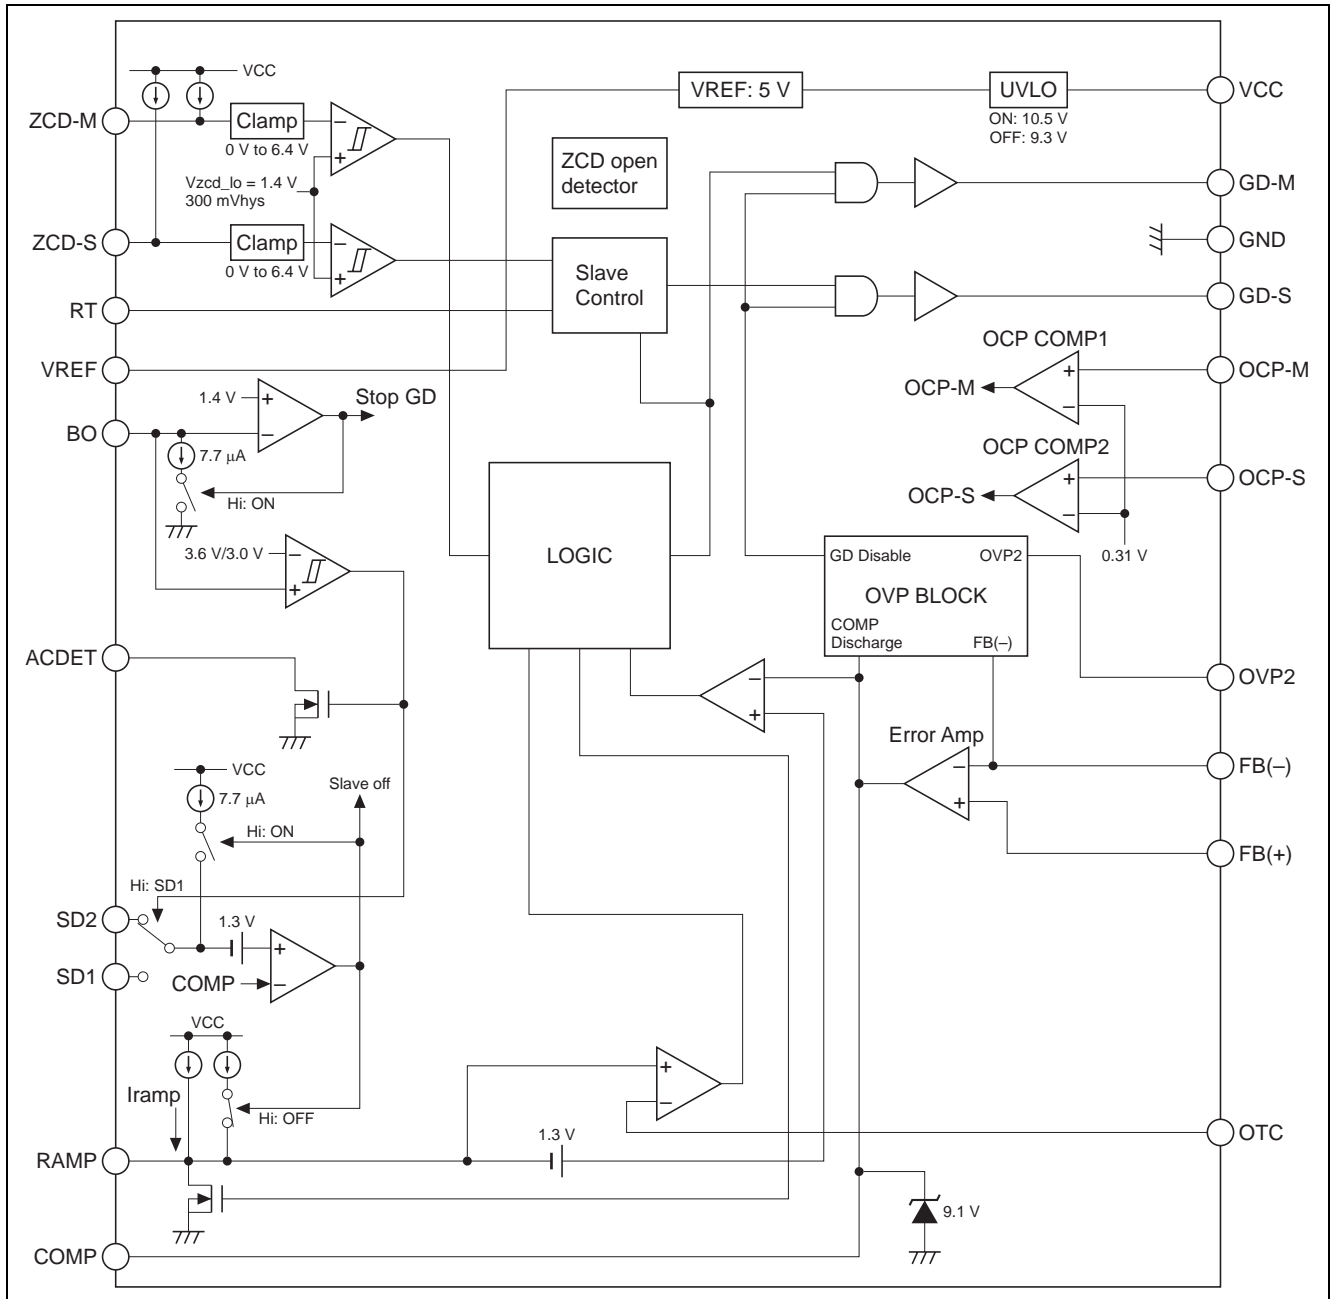 VCC
ZCD-M
Clamp
0 V to 6.4 V
−
+
Vzcd_lo = 1.4 V
300 mVhys
ZCD-S
Clamp
0 V to 6.4 V
−
+
RT
VREF
VREF: 5 V
UVLO
ON: 10.5 V
OFF: 9.3 V
VCC
ZCD open
detector
Slave
Control
GD-M
GND
GD-S
1.4 V
+
−
Stop GD
BO
7.7 μA
Hi: ON
3.6 V/3.0 V
−
+
OCP COMP1
OCP-M
+
−
OCP-M
OCP COMP2
OCP-S
+
−
OCP-S
0.31 V
LOGIC
GD Disable
OVP2
OVP BLOCK
COMP
Discharge
FB(–)
ACDET
−
+
OVP2
Error Amp
−
+
FB(–)
FB(+)
VCC
7.7 μA
Slave off
Hi: ON
Hi: SD1
SD2
1.3 V
+
−
SD1
COMP
VCC
Iramp
Hi: OFF
+
−
RAMP
1.3 V
OTC
9.1 V
COMP